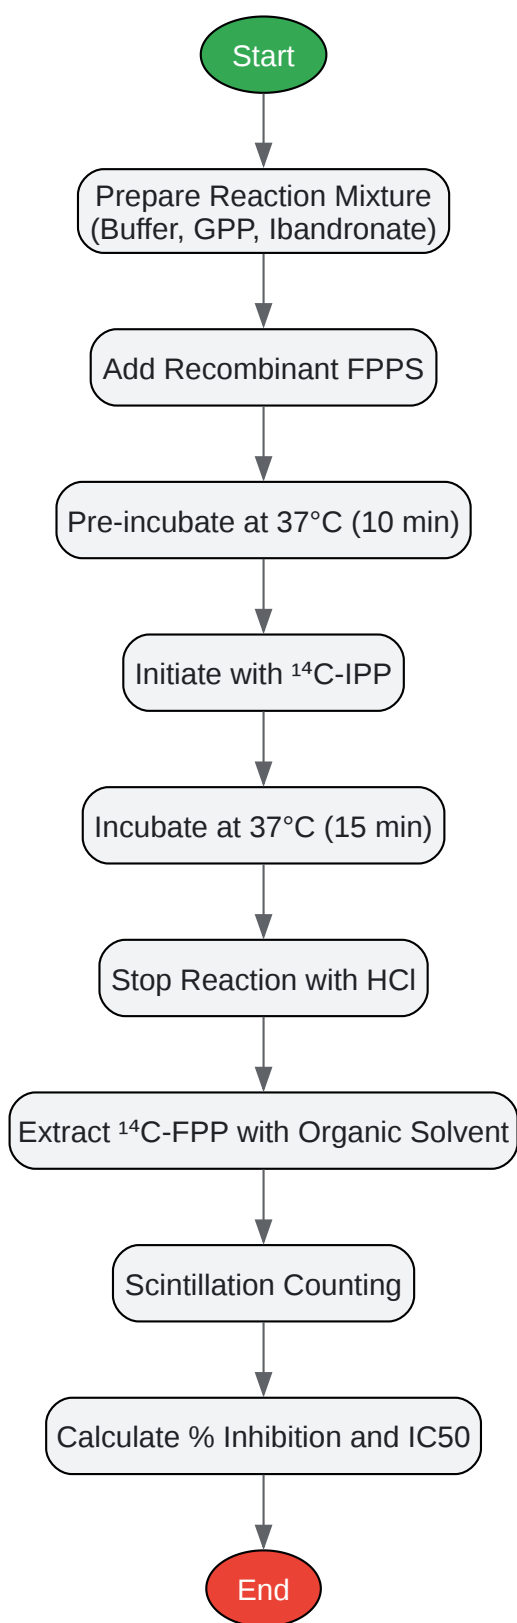 Start
Prepare Reaction Mixture
(Buffer, GPP, Ibandronate)
Add Recombinant FPPS
Pre-incubate at 37°C (10 min)
Initiate with ¹⁴C-IPP
Incubate at 37°C (15 min)
Stop Reaction with HCl
Extract ¹⁴C-FPP with Organic Solvent
Scintillation Counting
Calculate % Inhibition and IC50
End